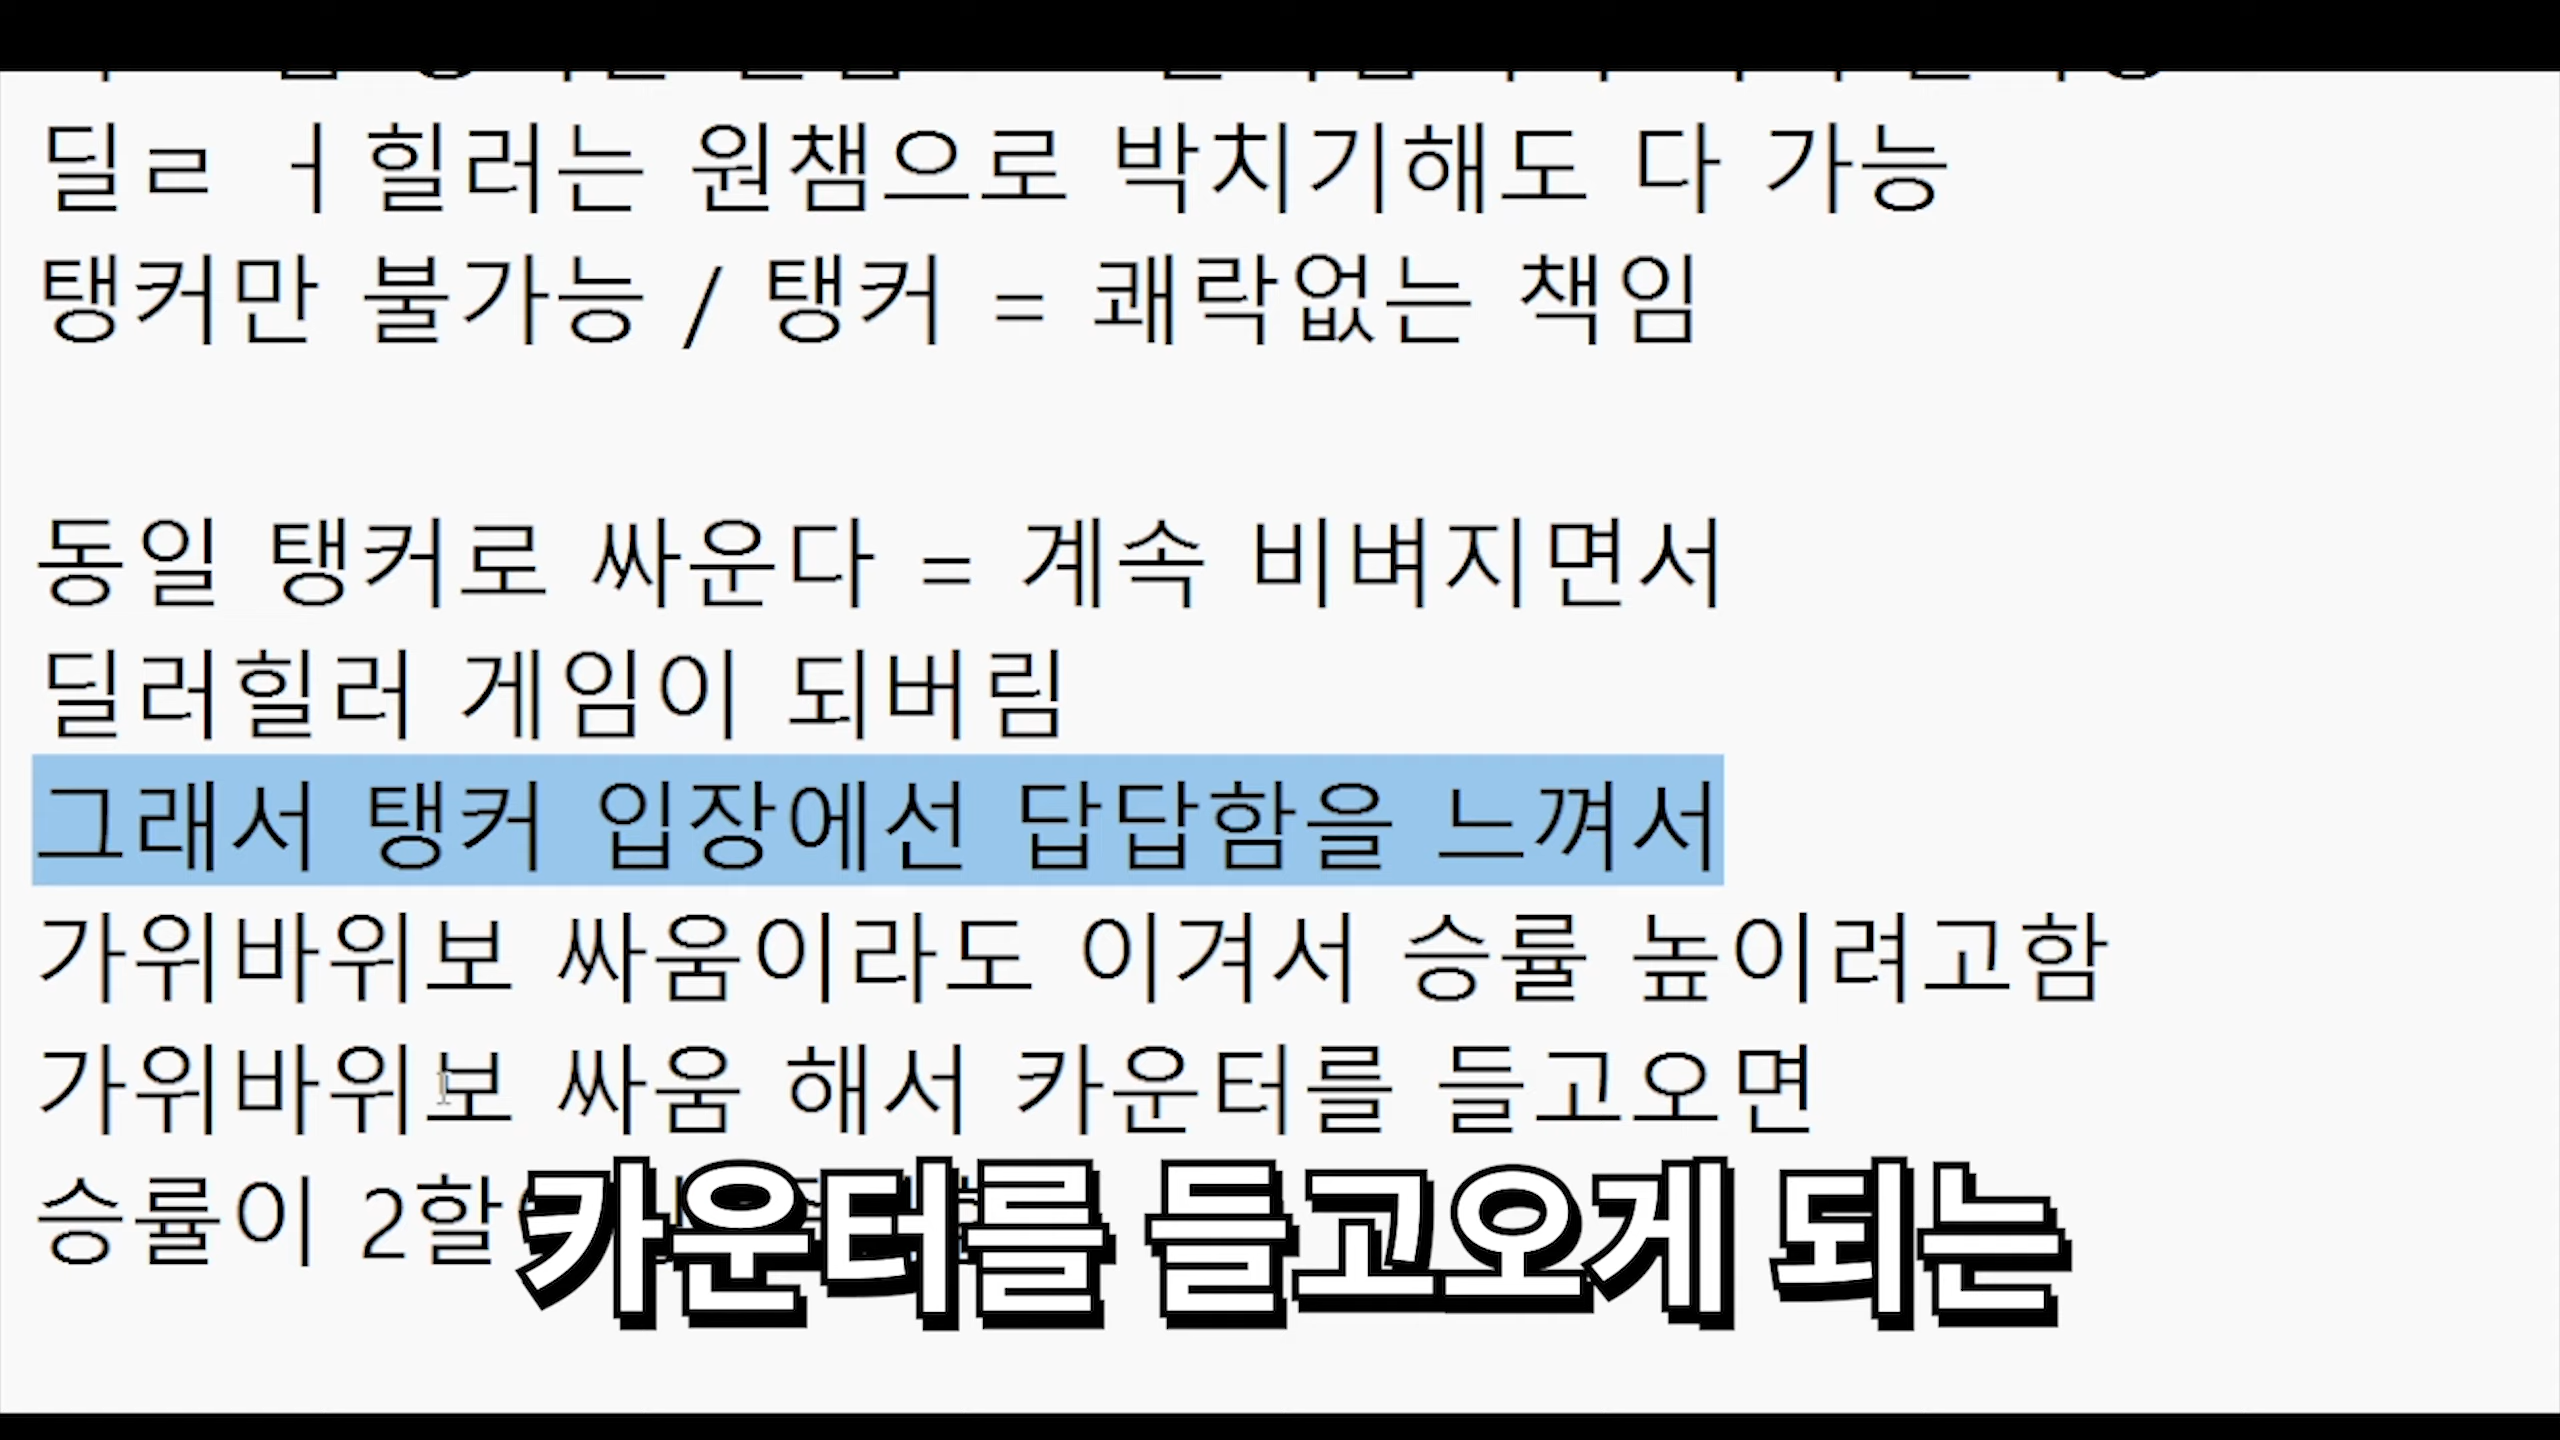 딜ㄹ ㅓ힐러는 원챔으로 박치기해도 다 가능
탱커만 불가능 / 탱커 = 쾌락없는 책임
동일 탱커로 싸운다 = 계속 비벼지면서
딜러힐러 게임이 되버림
그래서 탱커 입장에선 답답함을 느껴서
가위바위보 싸움이라도 이겨서 승률 높이려고함
가위바위보 싸움 해서 카운터를 들고오면
승률이 2할
카운터를 들고오게 되는